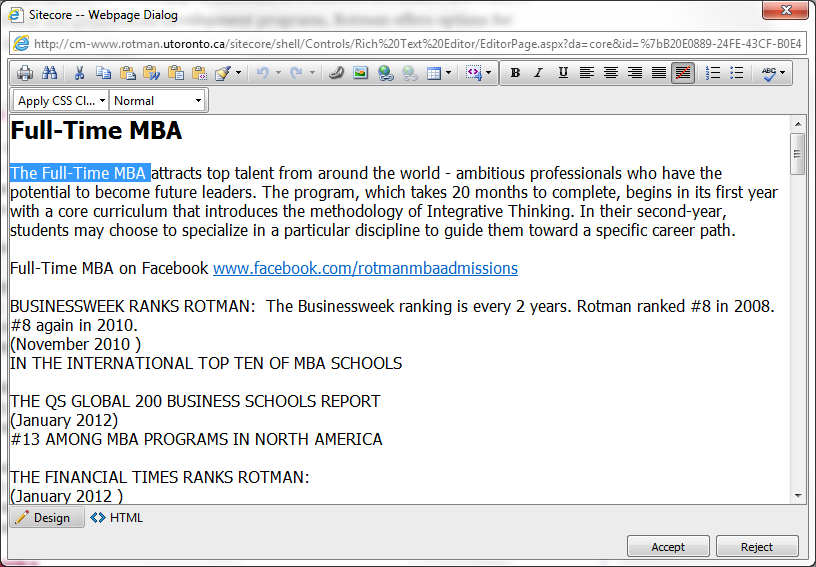 Sitecore -- Webpage Dialog
http://cm-www.rotman.utoronto.ca/sitecore/shell/Controls/Rich%20Text%20Editor/EditorPage.aspx?da=core&id=%7bB20E0889-24FE-43CF-B0E4
B I U
ABC
Apply CSS Cl... Normal
Full-Time MBA
The Full-Time MBA attracts top talent from around the world - ambitious professionals who have the
potential to become future leaders. The program, which takes 20 months to complete, begins in its first year
with a core curriculum that introduces the methodology of Integrative Thinking. In their second-year,
students may choose to specialize in a particular discipline to guide them toward a specific career path.
Full-Time MBA on Facebook www.facebook.com/rotmanmbaadmissions
BUSINESSWEEK RANKS ROTMAN:  The Businessweek ranking is every 2 years. Rotman ranked #8 in 2008.
#8 again in 2010.
(November 2010 )
IN THE INTERNATIONAL TOP TEN OF MBA SCHOOLS
THE QS GLOBAL 200 BUSINESS SCHOOLS REPORT
(January 2012)
#13 AMONG MBA PROGRAMS IN NORTH AMERICA
THE FINANCIAL TIMES RANKS ROTMAN:
(January 2012 )
Design HTML
Accept Reject